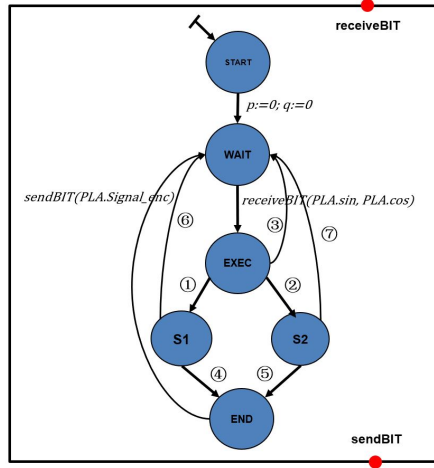 receiveBIT
START
p:=0; q:=0
WAIT
sendBIT(PLA.Signal_enc)
receiveBIT(PLA.sin, PLA.cos)
⑥
③
⑦
EXEC
①
②
S1
S2
④
⑤
END
sendBIT